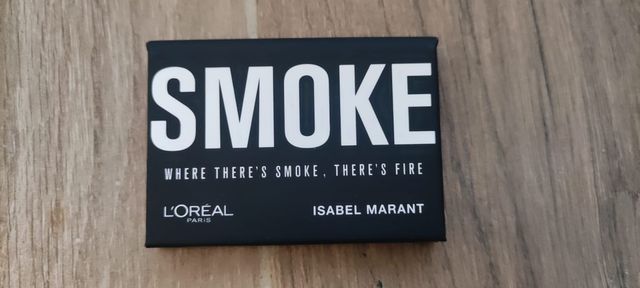 SMOKE
WHERE THERE'S SMOKE, THERE'S FIRE
L'ORÉAL
PARIS
ISABEL MARANT